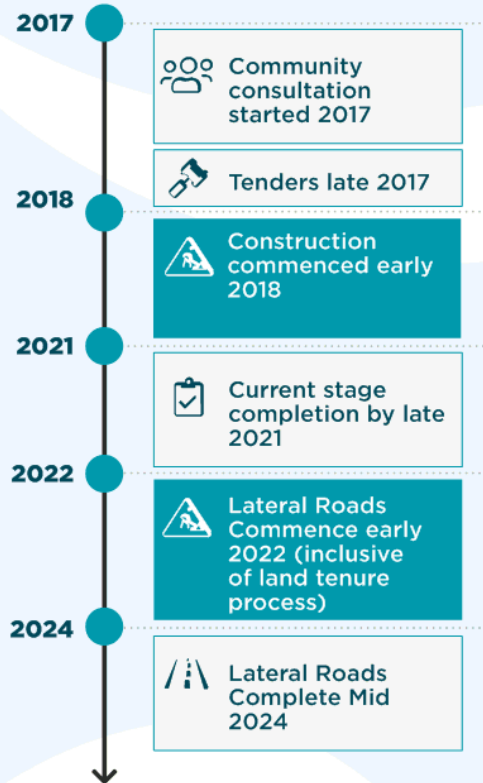 2017
Community
consultation
started 2017
Tenders late 2017
2018
Construction
commenced early
2018
2021
Current stage
completion by late
2021
2022
Lateral Roads
Commence early
2022 (inclusive
of land tenure
process)
2024
Lateral Roads
Complete Mid
2024